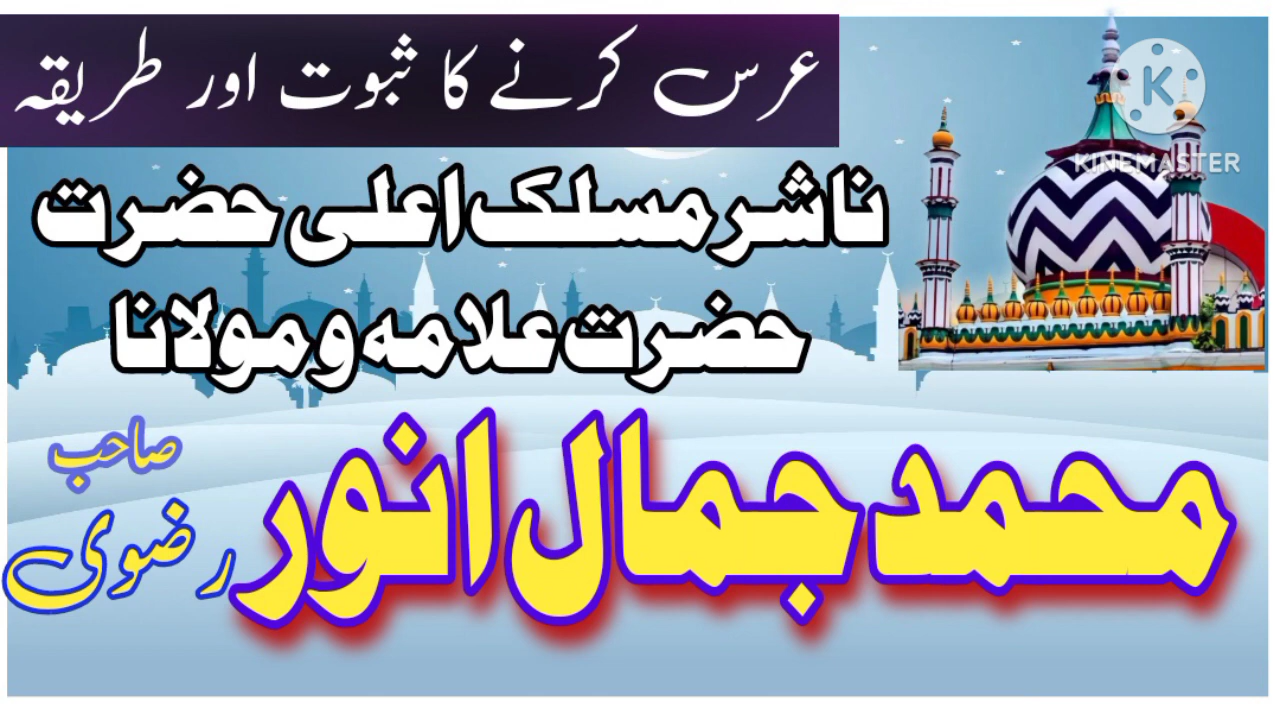 عرس کرنے کا ثبوت اور طریقہ
K
KINEMASTER
ناشر مسلک اعلی حضرت
حضرت علامہ و مولانا
محمد جمال انور
صاحب
رضوی